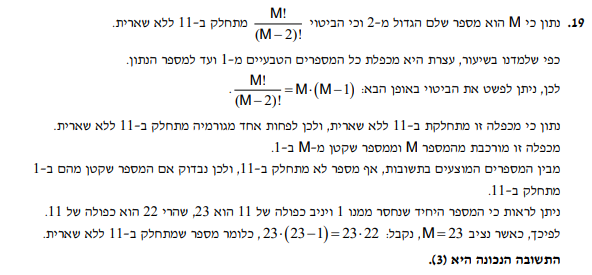 19. נתון כי M הוא מספר שלם הגדול מ-2 וכי הביטוי M!/(M−2)! מתחלק ב-11 ללא שארית.
כפי שלמדנו בשיעור, עצרת היא מכפלת כל המספרים הטבעיים מ-1 ועד למספר הנתון.
לכן, ניתן לפשט את הביטוי באופן הבא: M!/(M−2)! = M·(M−1).
נתון כי מכפלה זו מתחלקת ב-11 ללא שארית, ולכן לפחות אחד מגורמיה מתחלק ב-11 ללא שארית.
מכפלה זו מורכבת מהמספר M וממספר שקטן מ-M ב-1.
מבין המספרים המוצעים בתשובות, אף מספר לא מתחלק ב-11, ולכן נבדוק אם המספר שקטן מהם ב-1
מתחלק ב-11.
ניתן לראות כי המספר היחיד שנחסר ממנו 1 ויניב כפולה של 11 הוא 23, שהרי 22 הוא כפולה של 11.
לפיכך, כאשר נציב M=23, נקבל: 23·(23−1)=23·22, כלומר מספר שמתחלק ב-11 ללא שארית.
התשובה הנכונה היא (3).